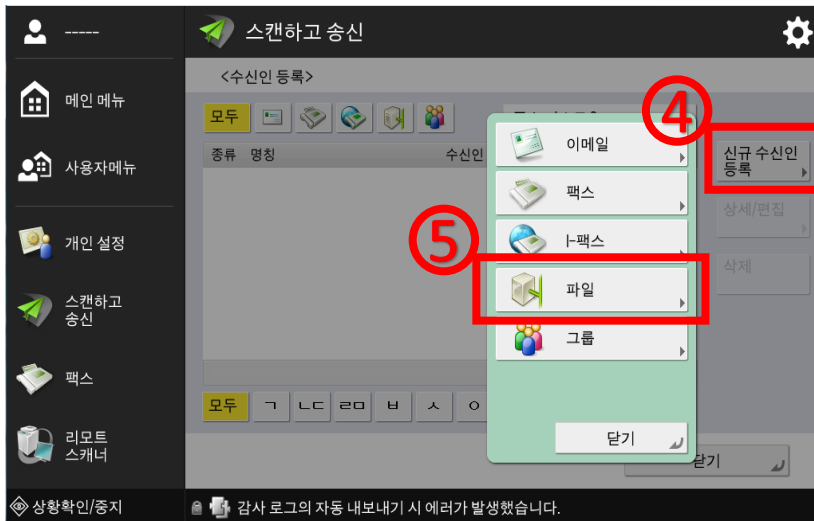 -----
스캔하고 송신
<수신인 등록>
메인 메뉴
모두
④
이메일
종류 명칭 수신인
신규 수신인
등록
사용자메뉴
팩스
상세/편집
개인 설정
⑤
I-팩스
파일
삭제
스캔하고
송신
그룹
팩스
모두 ㄱ ㄴㄷ ㄹㅁ ㅂ ㅅ ㅇ
리모트
스캐너
닫기
닫기
상황확인/중지
감사 로그의 자동 내보내기 시 에러가 발생했습니다.